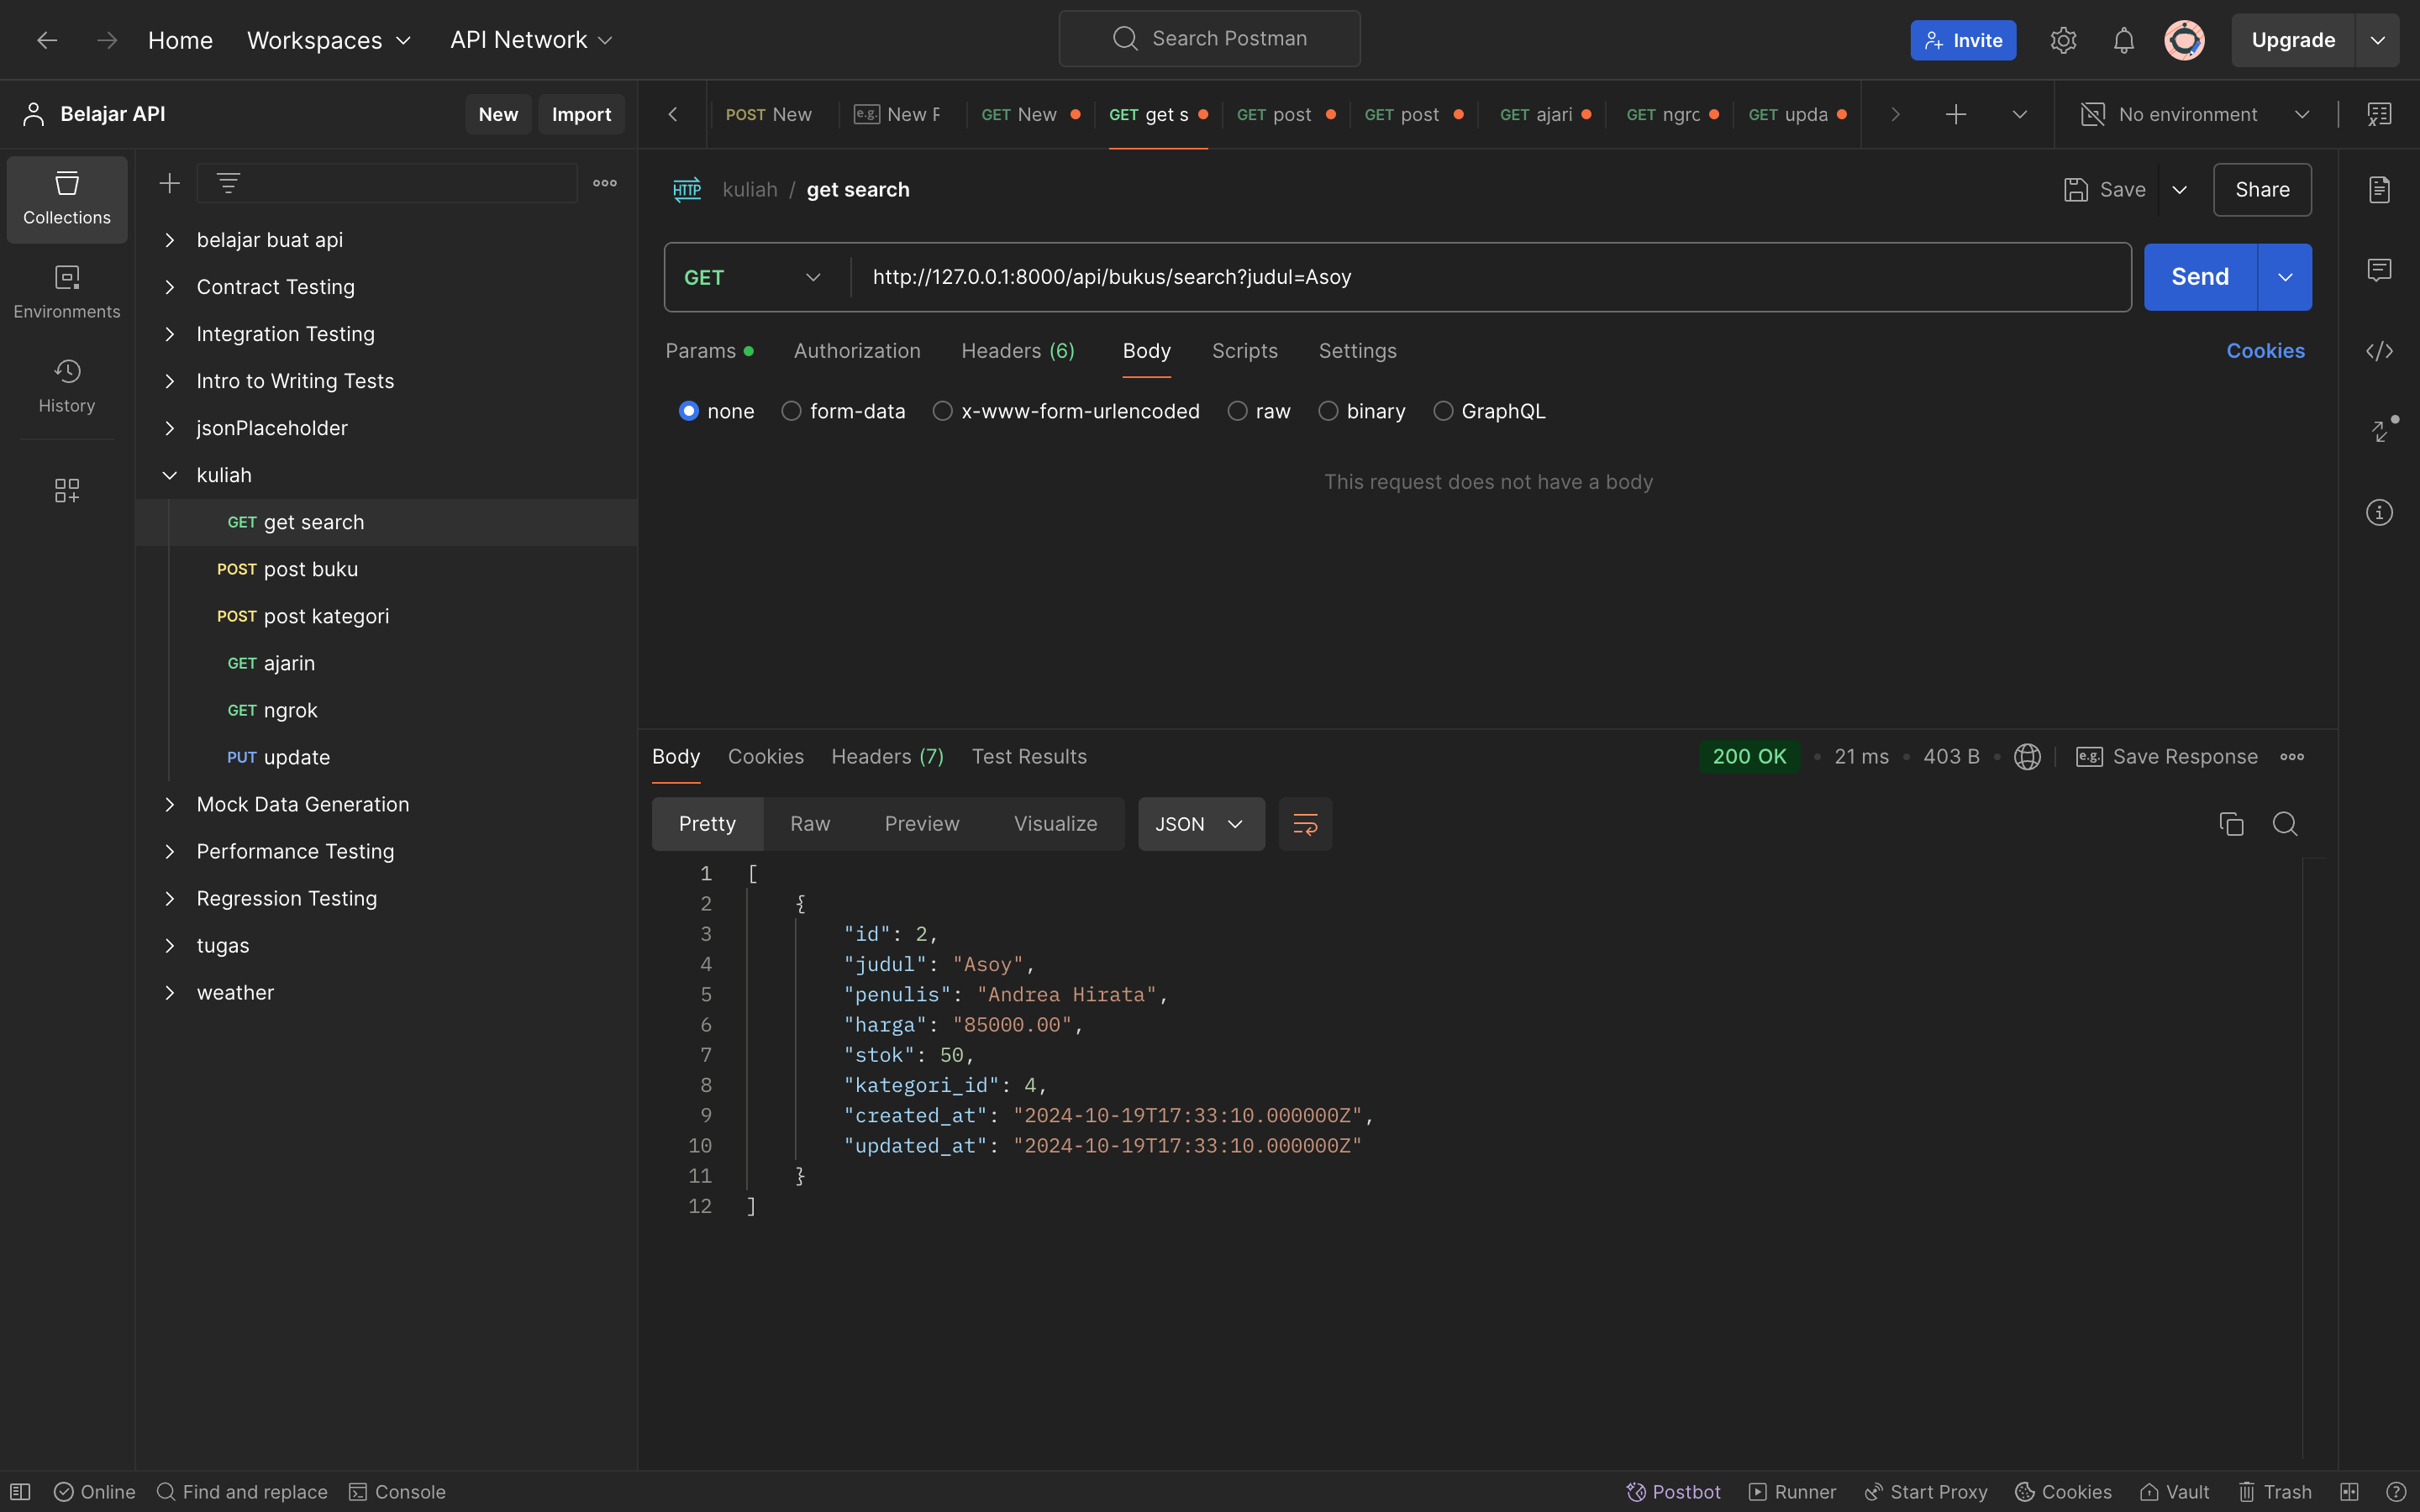 Home Workspaces API Network Search Postman Invite Upgrade
Belajar API New Import
POST New e.g. New F GET New GET get s GET post GET post GET ajari GET ngrc GET upda No environment
Collections
Environments
History
belajar buat api
Contract Testing
Integration Testing
Intro to Writing Tests
jsonPlaceholder
kuliah
GET get search
POST post buku
POST post kategori
GET ajarin
GET ngrok
PUT update
Mock Data Generation
Performance Testing
Regression Testing
tugas
weather
HTTP kuliah / get search Save Share
GET http://127.0.0.1:8000/api/bukus/search?judul=Asoy Send
Params Authorization Headers (6) Body Scripts Settings Cookies
none form-data x-www-form-urlencoded raw binary GraphQL
This request does not have a body
Body Cookies Headers (7) Test Results 200 OK 21 ms 403 B e.g. Save Response
Pretty Raw Preview Visualize JSON
1 [
2 {
3 "id": 2,
4 "judul": "Asoy",
5 "penulis": "Andrea Hirata",
6 "harga": "85000.00",
7 "stok": 50,
8 "kategori_id": 4,
9 "created_at": "2024-10-19T17:33:10.000000Z",
10 "updated_at": "2024-10-19T17:33:10.000000Z"
11 }
12 ]
Online Find and replace Console Postbot Runner Start Proxy Cookies Vault Trash